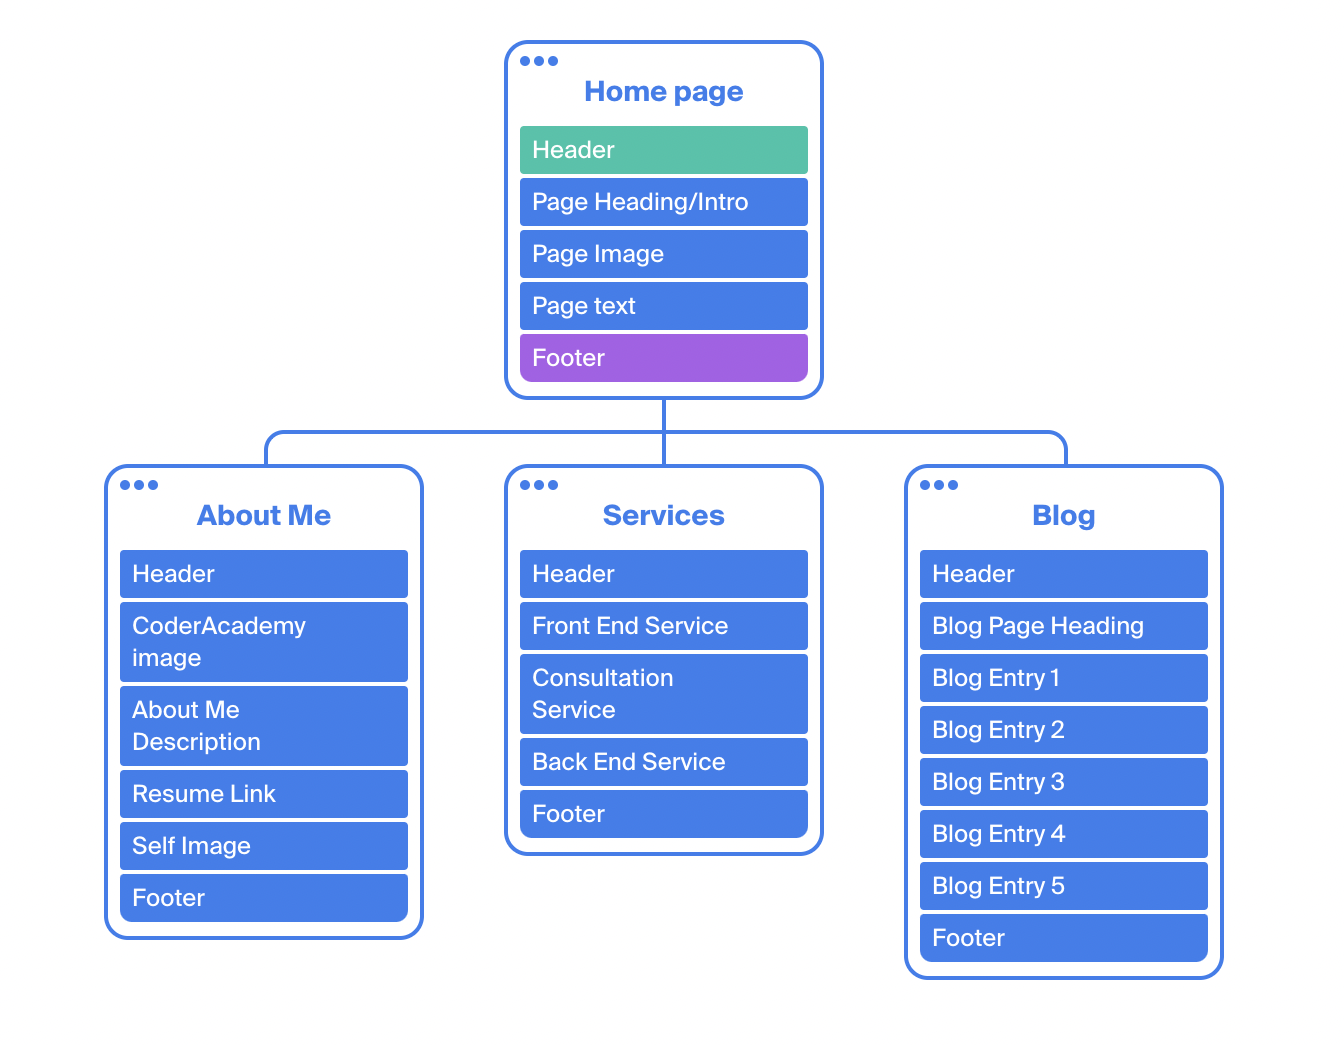 Home page
Header
Page Heading/Intro
Page Image
Page text
Footer
About Me
Header
CoderAcademy
image
About Me
Description
Resume Link
Self Image
Footer
Services
Header
Front End Service
Consultation
Service
Back End Service
Footer
Blog
Header
Blog Page Heading
Blog Entry 1
Blog Entry 2
Blog Entry 3
Blog Entry 4
Blog Entry 5
Footer